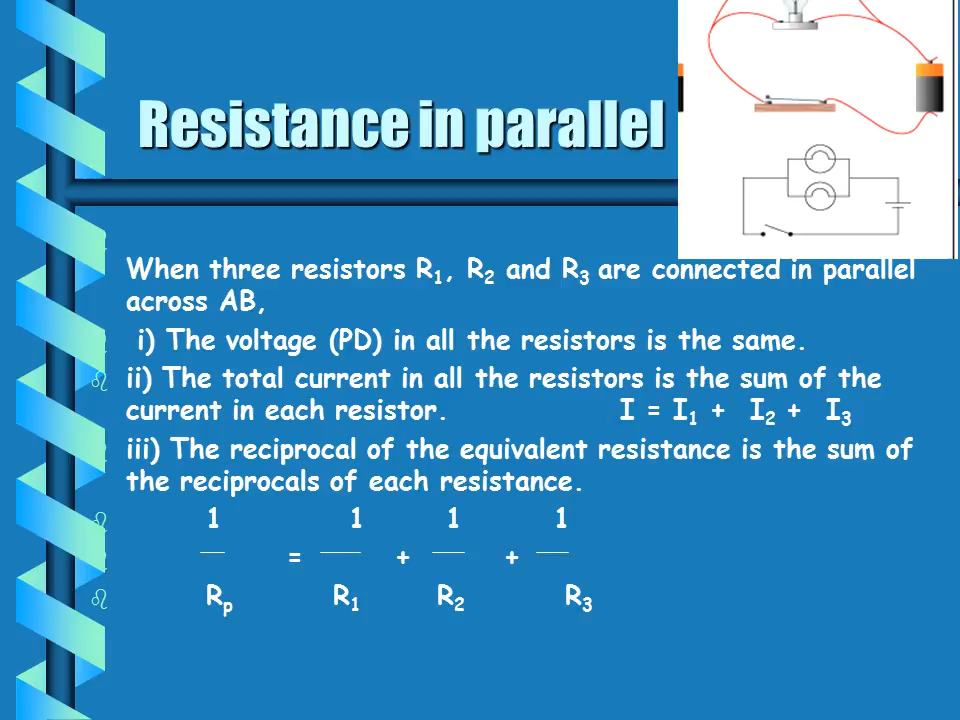 Resistance in parallel
When three resistors R₁, R₂ and R₃ are connected in parallel
across AB,
i) The voltage (PD) in all the resistors is the same.
ii) The total current in all the resistors is the sum of the
current in each resistor. I = I₁ + I₂ + I₃
iii) The reciprocal of the equivalent resistance is the sum of
the reciprocals of each resistance.
1 1 1 1
= + +
Rₚ R₁ R₂ R₃